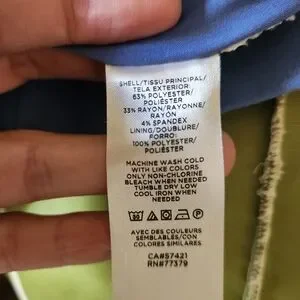 SHELL/TISSU PRINCIPAL/
TELA EXTERIOR:
63% POLYESTER/
POLIÉSTER
33% RAYON/RAYONNE/
RAYÓN
4% SPANDEX
LINING/DOUBLURE/
FORRO:
100% POLYESTER/
POLIÉSTER
MACHINE WASH COLD
WITH LIKE COLORS
ONLY NON-CHLORINE
BLEACH WHEN NEEDED
TUMBLE DRY LOW
COOL IRON WHEN
NEEDED
AVEC DES COULEURS
SEMBLABLES/CON
COLORES SIMILARES
CA#57421
RN#77379